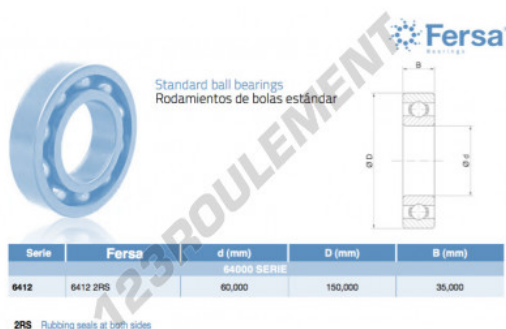 Fersa
Bearings
Standard ball bearings
Rodamientos de bolas estándar
B
Ø D
Ø d
123ROULEMENT
Serie Fersa d (mm) D (mm) B (mm)
64000 SERIE
6412 6412 2RS 60,000 150,000 35,000
2RS Rubbing seals at both sides